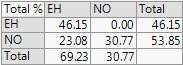 Total % EH NO Total
EH 46.15 0.00 46.15
NO 23.08 30.77 53.85
Total 69.23 30.77